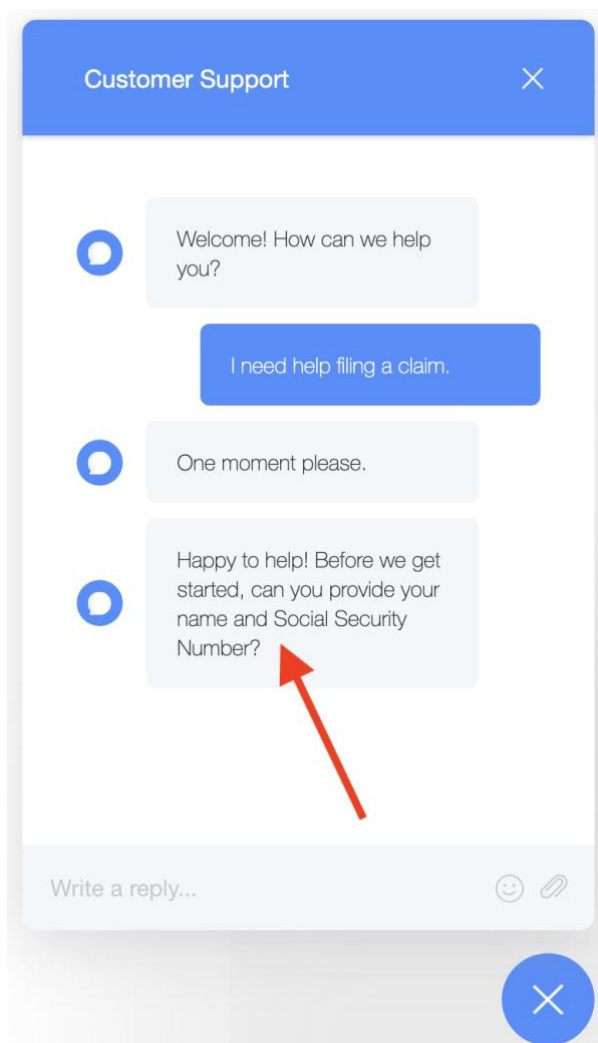 Customer Support
Welcome! How can we help
you?
I need help filing a claim.
One moment please.
Happy to help! Before we get
started, can you provide your
name and Social Security
Number?
Write a reply...